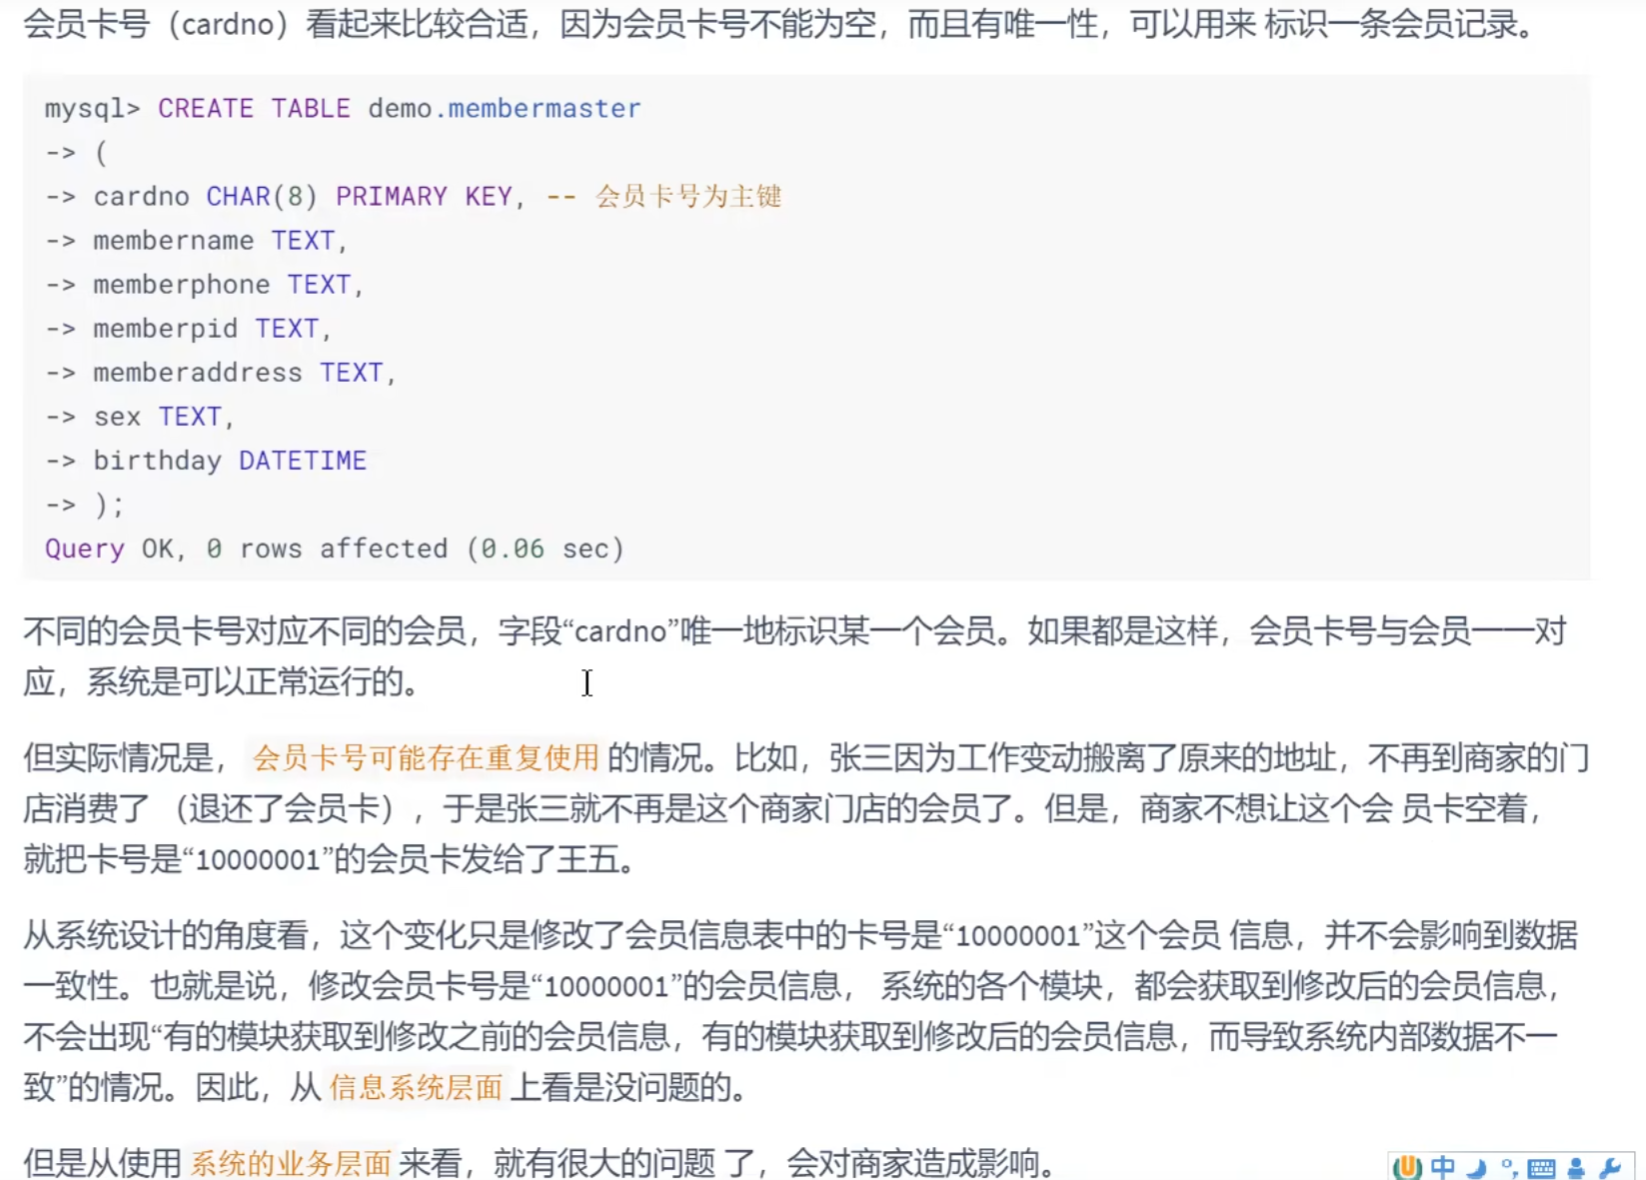 会员卡号（cardno）看起来比较合适，因为会员卡号不能为空，而且有唯一性，可以用来 标识一条会员记录。
mysql> CREATE TABLE demo.membermaster
-> (
-> cardno CHAR(8) PRIMARY KEY, -- 会员卡号为主键
-> membername TEXT,
-> memberphone TEXT,
-> memberpid TEXT,
-> memberaddress TEXT,
-> sex TEXT,
-> birthday DATETIME
-> );
Query OK, 0 rows affected (0.06 sec)
不同的会员卡号对应不同的会员，字段“cardno”唯一地标识某一个会员。如果都是这样，会员卡号与会员一一对
应，系统是可以正常运行的。
但实际情况是， 会员卡号可能存在重复使用 的情况。比如，张三因为工作变动搬离了原来的地址，不再到商家的门
店消费了 （退还了会员卡），于是张三就不再是这个商家门店的会员了。但是，商家不想让这个会 员卡空着，
就把卡号是“10000001”的会员卡发给了王五。
从系统设计的角度看，这个变化只是修改了会员信息表中的卡号是“10000001”这个会员 信息，并不会影响到数据
一致性。也就是说，修改会员卡号是“10000001”的会员信息， 系统的各个模块，都会获取到修改后的会员信息，
不会出现“有的模块获取到修改之前的会员信息，有的模块获取到修改后的会员信息，而导致系统内部数据不一
致”的情况。因此，从 信息系统层面 上看是没问题的。
但是从使用 系统的业务层面 来看，就有很大的问题 了，会对商家造成影响。
中